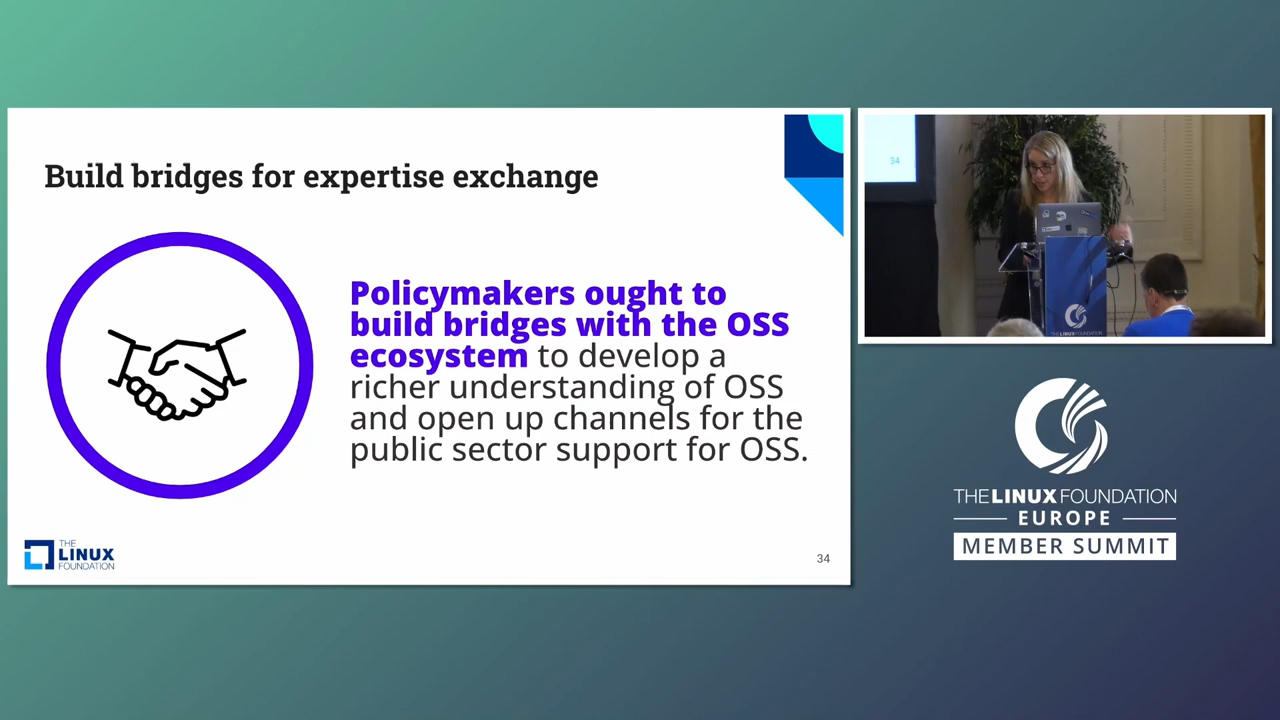 Build bridges for expertise exchange
Policymakers ought to
build bridges with the OSS
ecosystem to develop a
richer understanding of OSS
and open up channels for the
public sector support for OSS.
THE
LINUX
FOUNDATION
34
34
THE LINUX FOUNDATION
EUROPE
MEMBER SUMMIT